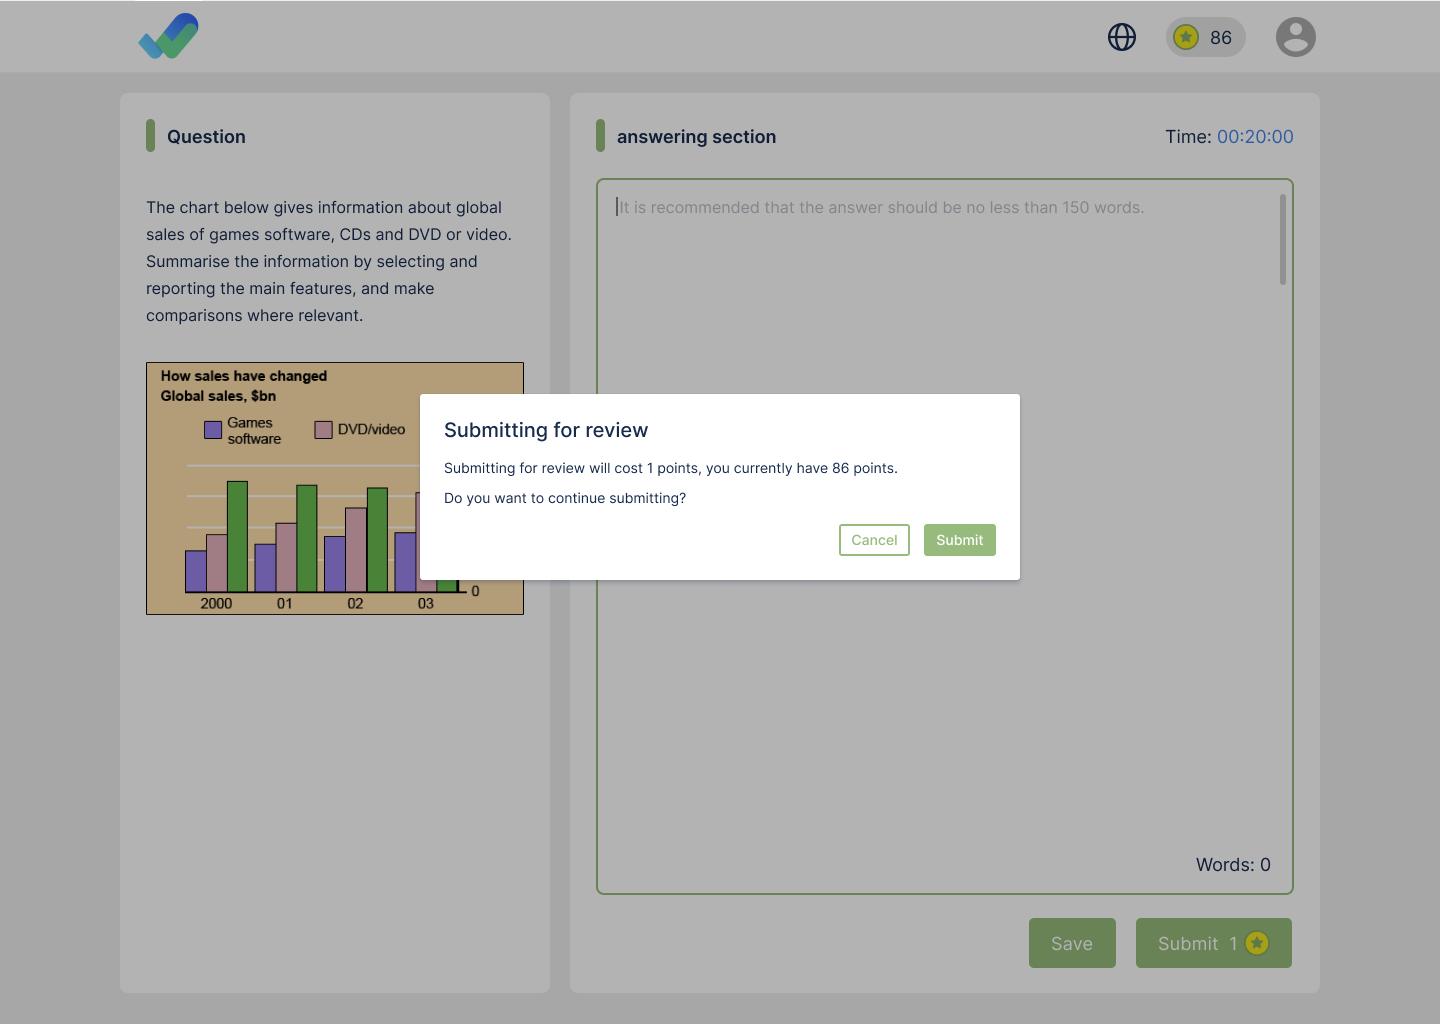 86
Question
The chart below gives information about global
sales of games software, CDs and DVD or video.
Summarise the information by selecting and
reporting the main features, and make
comparisons where relevant.
How sales have changed
Global sales, $bn
Games
software
DVD/video
0
2000 01 02 03
answering section
Time: 00:20:00
It is recommended that the answer should be no less than 150 words.
Submitting for review
Submitting for review will cost 1 points, you currently have 86 points.
Do you want to continue submitting?
Cancel
Submit
Words: 0
Save
Submit 1